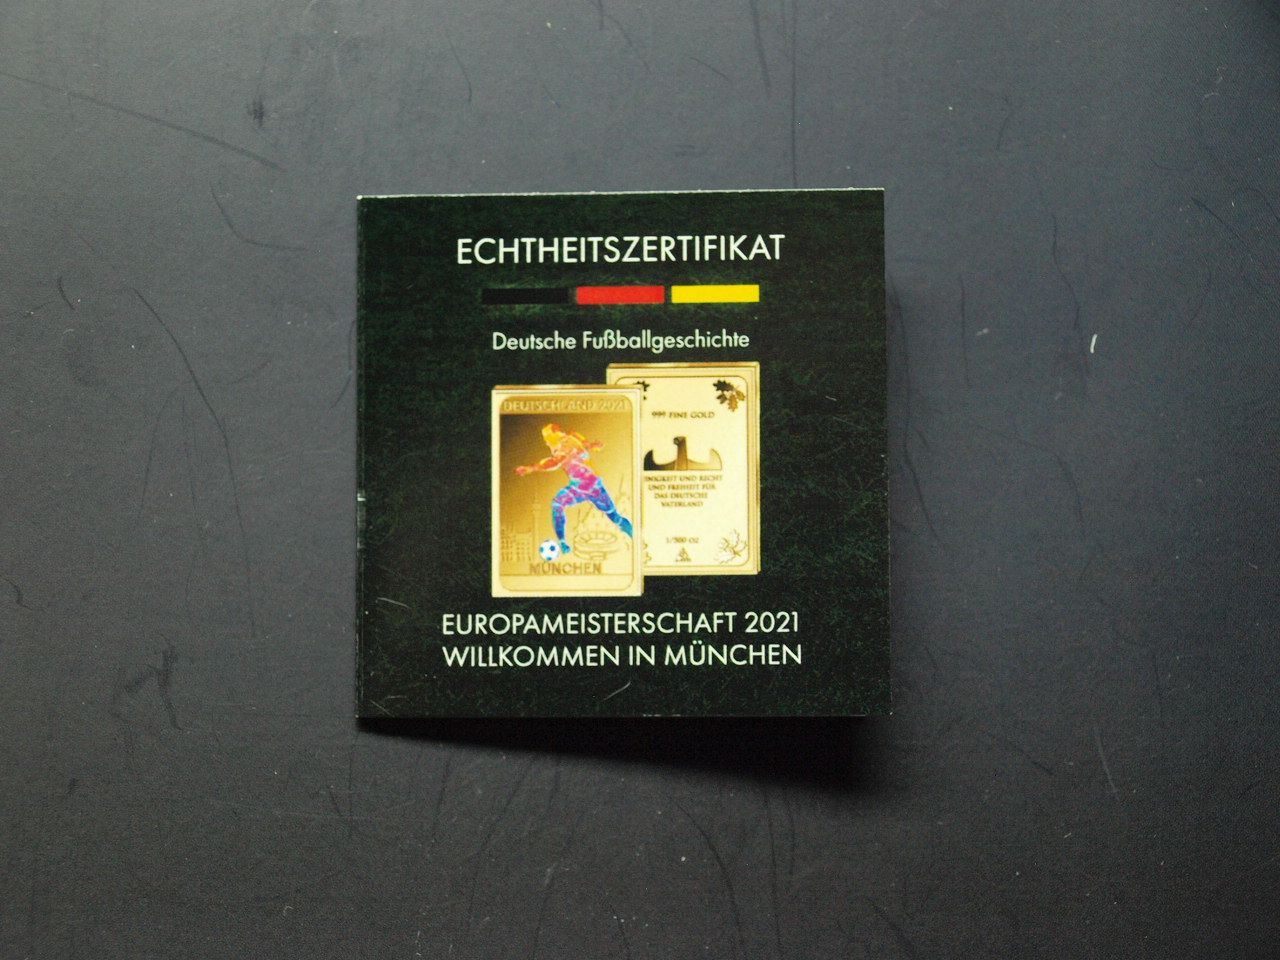 ECHTHEITSZERTIFIKAT
Deutsche Fußballgeschichte
DEUTSCHLAND 2021
MÜNCHEN
999 FINE GOLD
INIGKEIT UND RECHT
UND FREIHEIT FÜR
DAS DEUTSCHE
VATERLAND
1/500 OZ
EUROPAMEISTERSCHAFT 2021
WILLKOMMEN IN MÜNCHEN